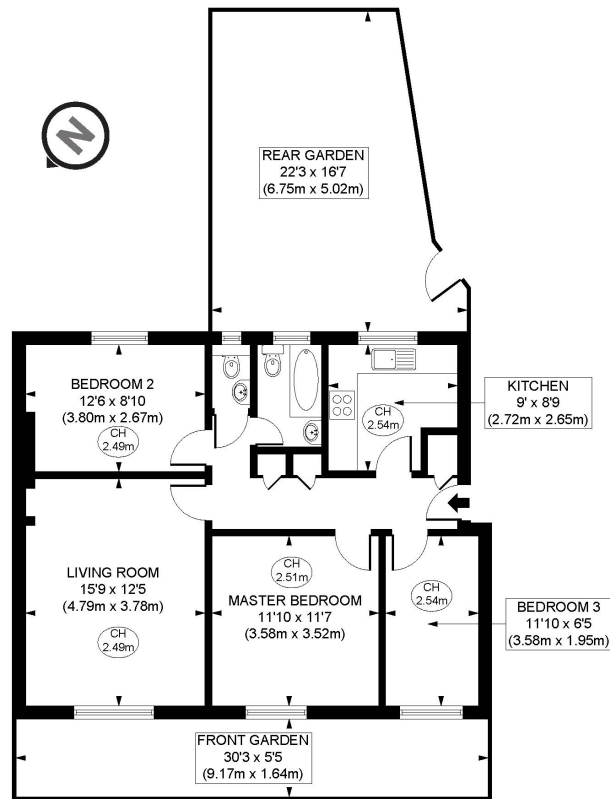 N
REAR GARDEN
22'3 x 16'7
(6.75m x 5.02m)
BEDROOM 2
12'6 x 8'10
(3.80m x 2.67m)
CH
2.49m
CH
2.54m
KITCHEN
9' x 8'9
(2.72m x 2.65m)
LIVING ROOM
15'9 x 12'5
(4.79m x 3.78m)
CH
2.49m
CH
2.51m
MASTER BEDROOM
11'10 x 11'7
(3.58m x 3.52m)
CH
2.54m
BEDROOM 3
11'10 x 6'5
(3.58m x 1.95m)
FRONT GARDEN
30'3 x 5'5
(9.17m x 1.64m)